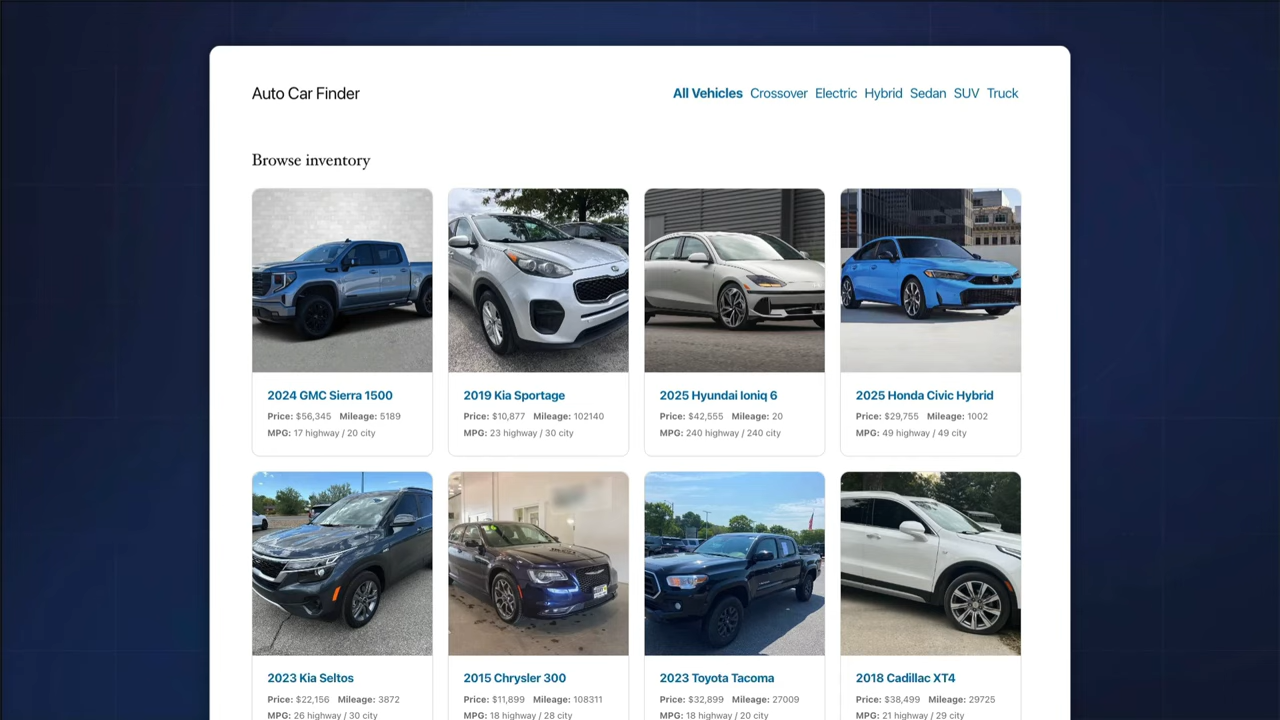 Auto Car Finder
All Vehicles Crossover Electric Hybrid Sedan SUV Truck
Browse inventory
2024 GMC Sierra 1500
Price: $56,345 Mileage: 5189
MPG: 17 highway / 20 city
2019 Kia Sportage
Price: $10,877 Mileage: 102140
MPG: 23 highway / 30 city
2025 Hyundai Ioniq 6
Price: $42,555 Mileage: 20
MPG: 240 highway / 240 city
2025 Honda Civic Hybrid
Price: $29,755 Mileage: 1002
MPG: 49 highway / 49 city
2023 Kia Seltos
Price: $22,156 Mileage: 3872
MPG: 26 highway / 30 city
2015 Chrysler 300
Price: $11,899 Mileage: 108311
MPG: 18 highway / 28 city
2023 Toyota Tacoma
Price: $32,899 Mileage: 27009
MPG: 18 highway / 20 city
2018 Cadillac XT4
Price: $38,499 Mileage: 29725
MPG: 21 highway / 29 city